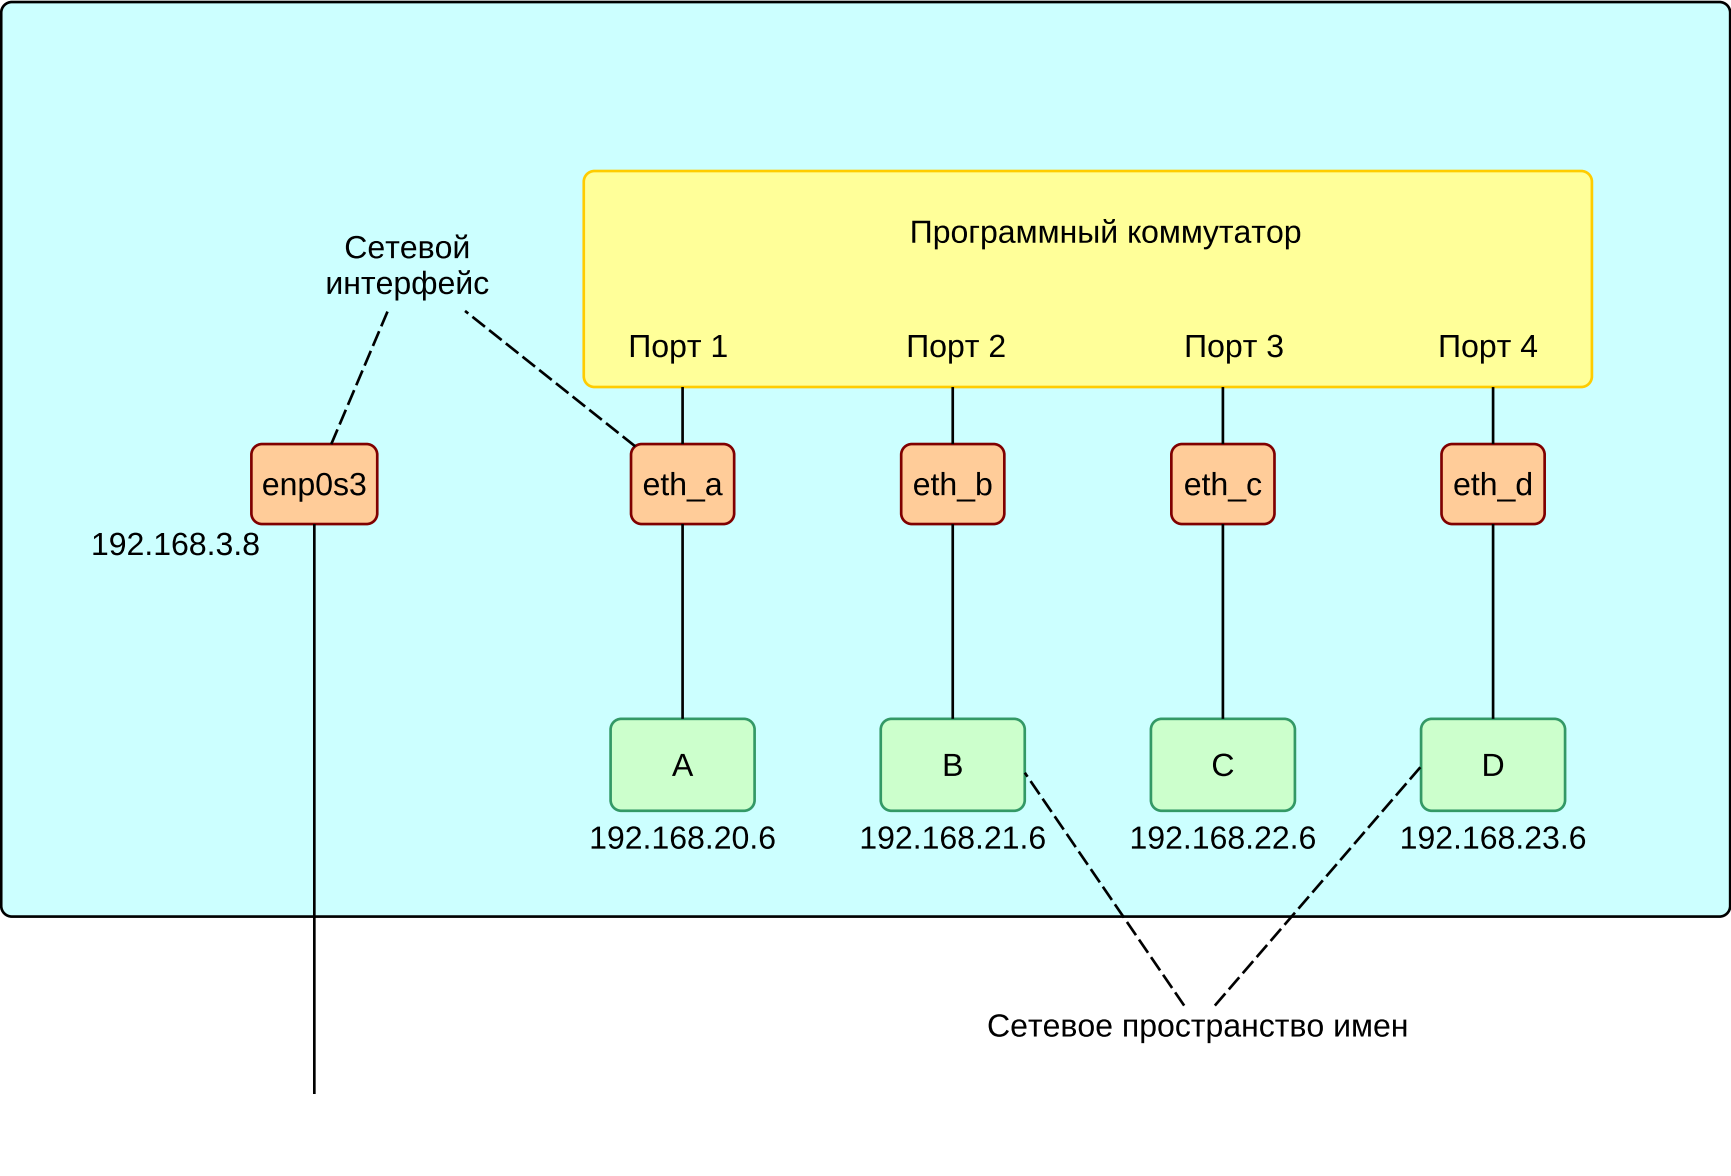 Программный коммутатор
Сетевой
интерфейс
Порт 1
Порт 2
Порт 3
Порт 4
enp0s3
eth_a
eth_b
eth_c
eth_d
192.168.3.8
A
B
C
D
192.168.20.6
192.168.21.6
192.168.22.6
192.168.23.6
Сетевое пространство имен